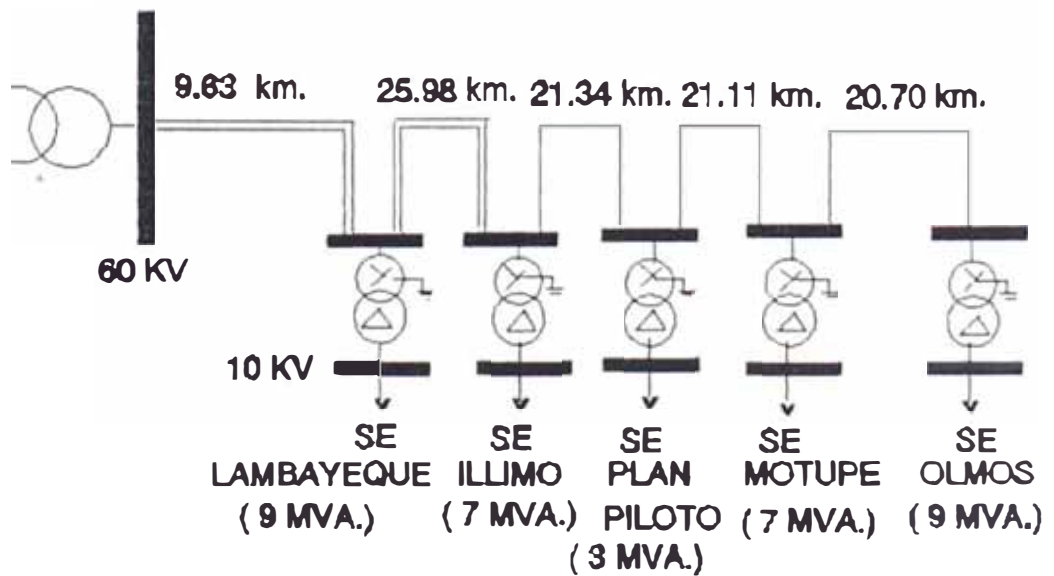 9.63 km. 25.98 km. 21.34 km. 21.11 km. 20.70 km.
60 KV
10 KV
SE LAMBAYEQUE ( 9 MVA.)
SE ILLIMO ( 7 MVA.)
SE PLAN PILOTO ( 3 MVA.)
SE MOTUPE ( 7 MVA.)
SE OLMOS ( 9 MVA.)